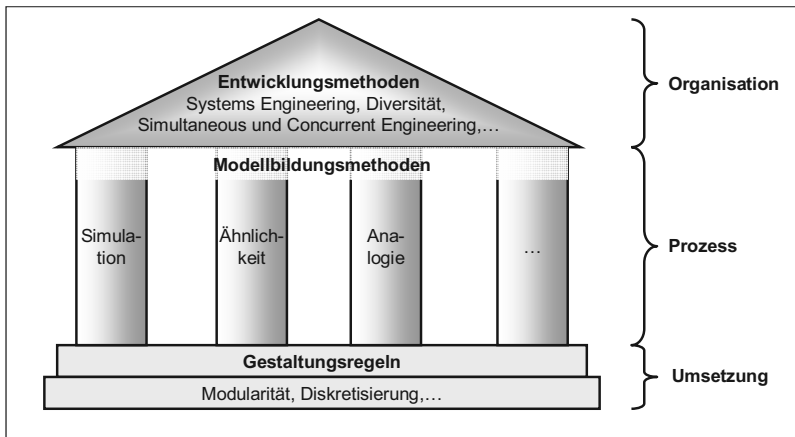 Entwicklungsmethoden
Systems Engineering, Diversität,
Simultaneous und Concurrent Engineering,…
Organisation
Modellbildungsmethoden
Simula-
tion
Ähnlich-
keit
Ana-
logie
…
Prozess
Gestaltungsregeln
Modularität, Diskretisierung,…
Umsetzung